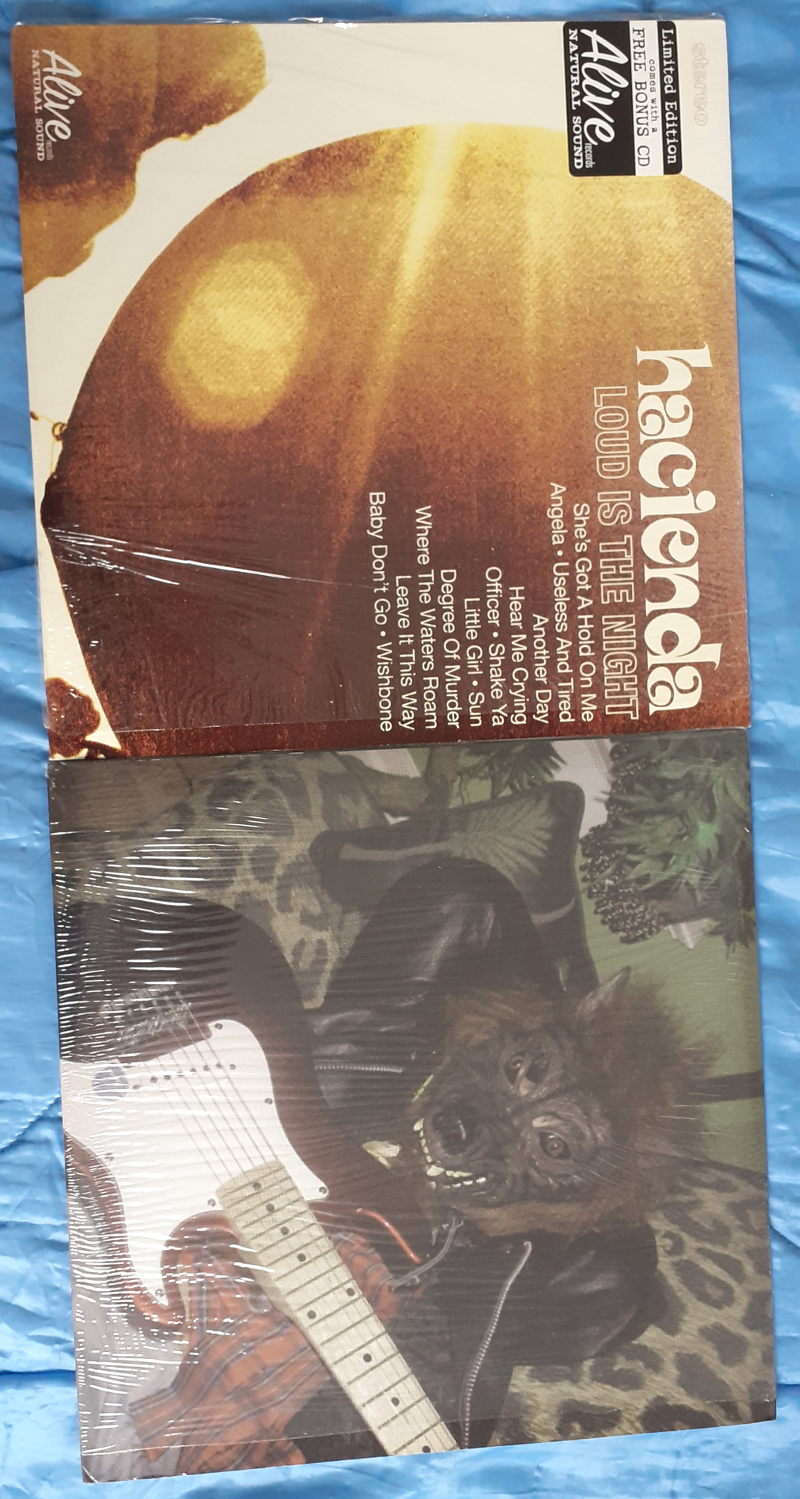 stereo
Limited Edition
comes with a
FREE BONUS CD
Alive
records
NATURAL SOUND
hacienda
LOUD IS THE NIGHT
She's Got A Hold On Me
Angela • Useless And Tired
Another Day
Hear Me Crying
Officer • Shake Ya
Little Girl • Sun
Degree Of Murder
Where The Waters Roam
Leave It This Way
Baby Don't Go • Wishbone
Alive
records
NATURAL SOUND